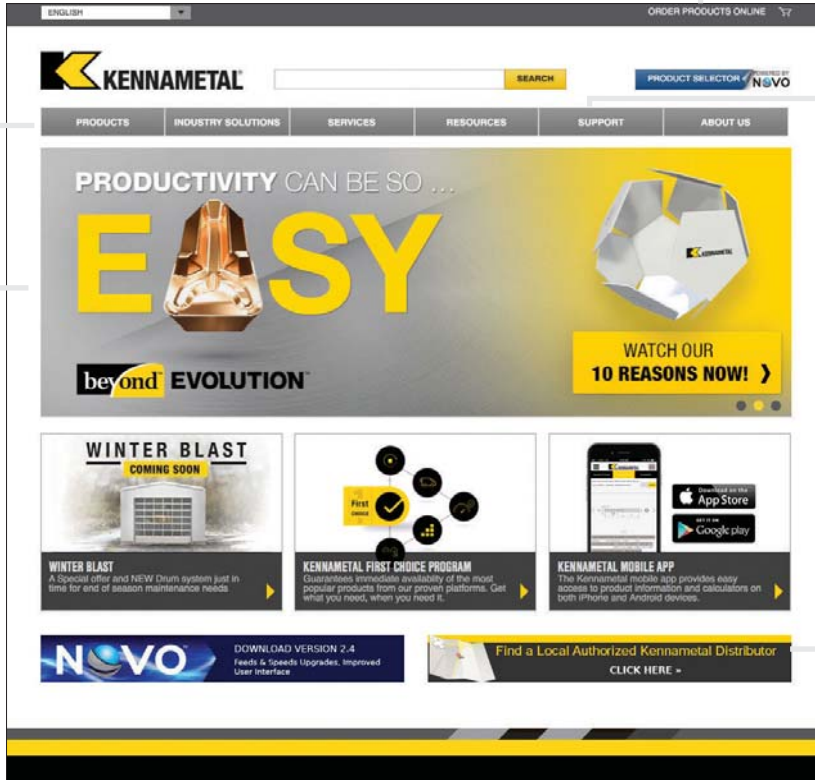 ENGLISH
ORDER PRODUCTS ONLINE
KENNAMETAL
SEARCH
PRODUCT SELECTOR
POWERED BY
NOVO
PRODUCTS
INDUSTRY SOLUTIONS
SERVICES
RESOURCES
SUPPORT
ABOUT US
PRODUCTIVITY CAN BE SO ...
EASY
KENNAMETAL
WATCH OUR
10 REASONS NOW! ❯
beyond™ EVOLUTION™
WINTER BLAST
COMING SOON
WINTER BLAST
A Special offer and NEW Drum system just in
time for end of season maintenance needs
First
CHOICE
KENNAMETAL FIRST CHOICE PROGRAM
Guarantees immediate availablity of the most
popular products from our proven platforms. Get
what you need, when you need it.
Download on the
App Store
GET IT ON
Google play
KENNAMETAL MOBILE APP
The Kennametal mobile app provides easy
access to product information and calculators on
both iPhone and Android devices.
NOVO™
DOWNLOAD VERSION 2.4
Feeds & Speeds Upgrades, Improved
User Interface
Find a Local Authorized Kennametal Distributor
CLICK HERE »